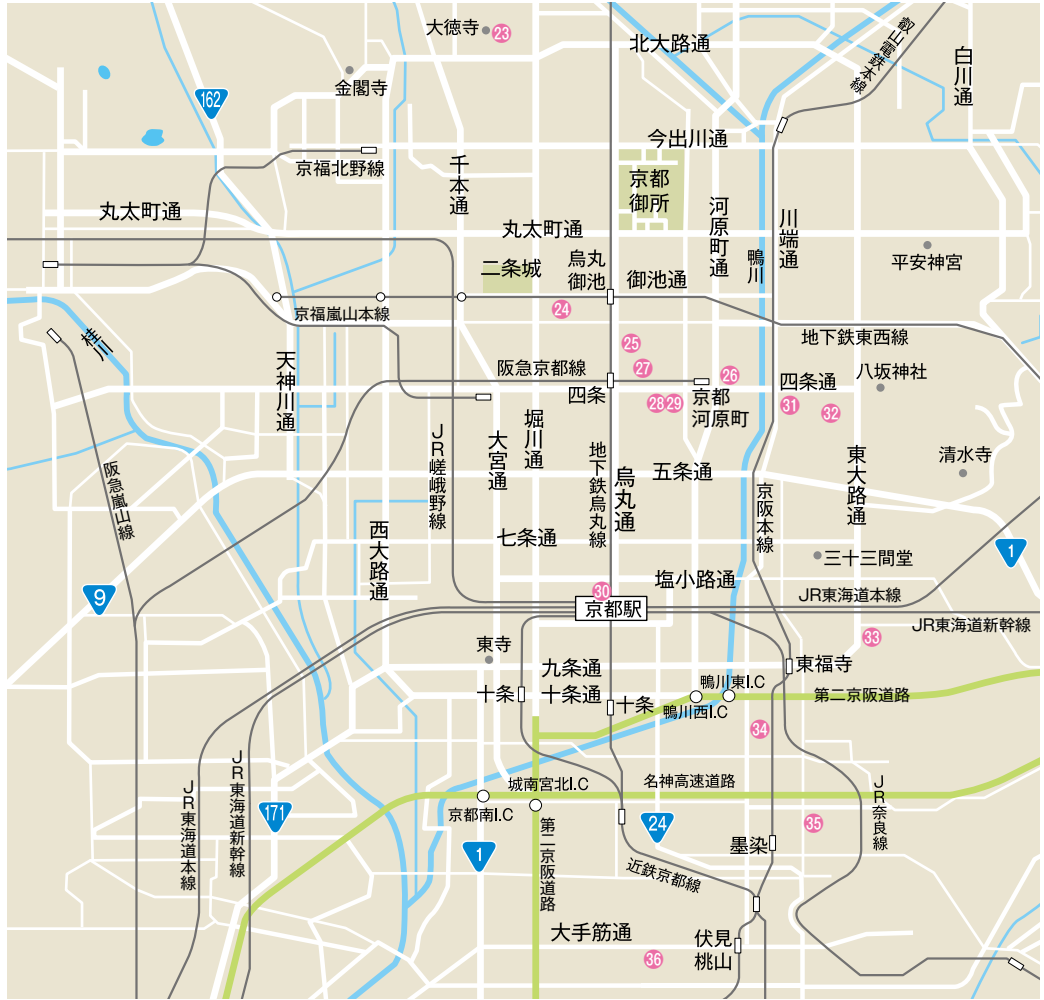 大徳寺
23
北大路通
叡山電鉄本線
白川通
金閣寺
162
今出川通
京福北野線
千本通
京都
御所
河原町通
川端通
丸太町通
丸太町通
鴨川
平安神宮
二条城
烏丸
御池
御池通
24
京福嵐山本線
地下鉄東西線
桂川
25
阪急京都線
27
26
八坂神社
天神川通
四条
四条通
京都
河原町
28
29
31
32
堀川通
大宮通
JR嵯峨野線
地下鉄烏丸線
烏丸通
五条通
東大路通
清水寺
阪急嵐山線
京阪本線
西大路通
七条通
1
三十三間堂
9
塩小路通
30
京都駅
JR東海道本線
JR東海道新幹線
33
東寺
九条通
東福寺
十条
十条通
十条
鴨川東I.C
鴨川西I.C
第二京阪道路
34
JR東海道本線
JR東海道新幹線
城南宮北I.C
名神高速道路
JR奈良線
171
京都南I.C
24
35
1
第二京阪道路
墨染
近鉄京都線
大手筋通
伏見
桃山
36